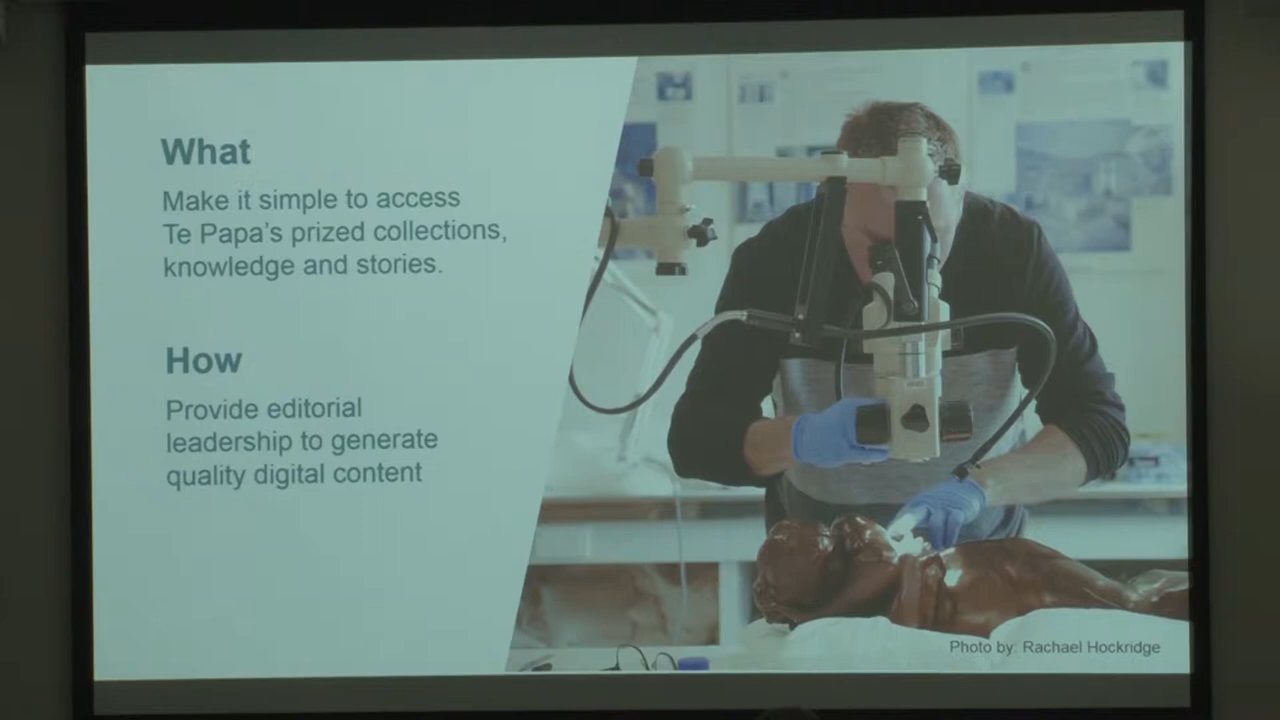 What
Make it simple to access
Te Papa's prized collections,
knowledge and stories.
How
Provide editorial
leadership to generate
quality digital content
Photo by: Rachael Hockridge